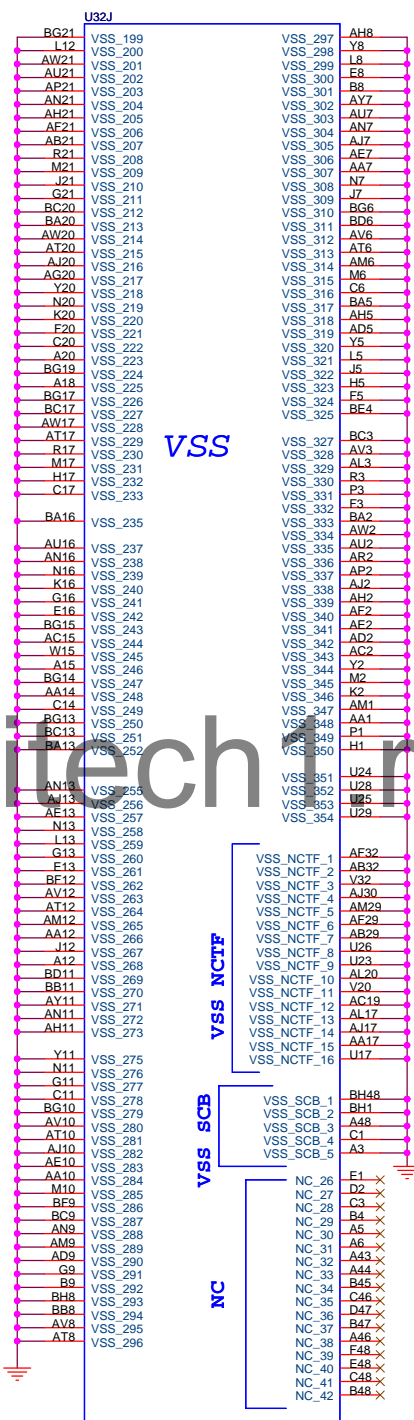 U32J
BG21 VSS_199
L12 VSS_200
AW21 VSS_201
AU21 VSS_202
AP21 VSS_203
AN21 VSS_204
AH21 VSS_205
AF21 VSS_206
AB21 VSS_207
R21 VSS_208
M21 VSS_209
J21 VSS_210
G21 VSS_211
BC20 VSS_212
BA20 VSS_213
AW20 VSS_214
AT20 VSS_215
AJ20 VSS_216
AG20 VSS_217
Y20 VSS_218
N20 VSS_219
K20 VSS_220
F20 VSS_221
C20 VSS_222
A20 VSS_223
BG19 VSS_224
A18 VSS_225
BG17 VSS_226
BC17 VSS_227
AW17 VSS_228
AT17 VSS_229
R17 VSS_230
M17 VSS_231
H17 VSS_232
C17 VSS_233
BA16 VSS_235
AU16 VSS_237
AN16 VSS_238
N16 VSS_239
K16 VSS_240
G16 VSS_241
E16 VSS_242
BG15 VSS_243
AC15 VSS_244
W15 VSS_245
A15 VSS_246
BG14 VSS_247
AA14 VSS_248
C14 VSS_249
BG13 VSS_250
BC13 VSS_251
BA13 VSS_252
AN13 VSS_255
AJ13 VSS_256
AE13 VSS_257
N13 VSS_258
L13 VSS_259
G13 VSS_260
E13 VSS_261
BF12 VSS_262
AV12 VSS_263
AT12 VSS_264
AM12 VSS_265
AA12 VSS_266
J12 VSS_267
A12 VSS_268
BD11 VSS_269
BB11 VSS_270
AY11 VSS_271
AN11 VSS_272
AH11 VSS_273
Y11 VSS_275
N11 VSS_276
G11 VSS_277
C11 VSS_278
BG10 VSS_279
AV10 VSS_280
AT10 VSS_281
AJ10 VSS_282
AE10 VSS_283
AA10 VSS_284
M10 VSS_285
BF9 VSS_286
BC9 VSS_287
AN9 VSS_288
AM9 VSS_289
AD9 VSS_290
G9 VSS_291
B9 VSS_292
BH8 VSS_293
BB8 VSS_294
AV8 VSS_295
AT8 VSS_296
VSS
VSS_297 AH8
VSS_298 Y8
VSS_299 L8
VSS_300 E8
VSS_301 B8
VSS_302 AY7
VSS_303 AU7
VSS_304 AN7
VSS_305 AJ7
VSS_306 AE7
VSS_307 AA7
VSS_308 N7
VSS_309 J7
VSS_310 BG6
VSS_311 BD6
VSS_312 AV6
VSS_313 AT6
VSS_314 AM6
VSS_315 M6
VSS_316 C6
VSS_317 BA5
VSS_318 AH5
VSS_319 AD5
VSS_320 Y5
VSS_321 L5
VSS_322 J5
VSS_323 H5
VSS_324 F5
VSS_325 BE4
VSS_327 BC3
VSS_328 AV3
VSS_329 AL3
VSS_330 R3
VSS_331 P3
VSS_332 F3
VSS_333 BA2
VSS_334 AW2
VSS_335 AU2
VSS_336 AR2
VSS_337 AP2
VSS_338 AJ2
VSS_339 AH2
VSS_340 AF2
VSS_341 AE2
VSS_342 AD2
VSS_343 AC2
VSS_344 Y2
VSS_345 M2
VSS_346 K2
VSS_347 AM1
VSS_348 AA1
VSS_349 P1
VSS_350 H1
VSS_351 U24
VSS_352 U28
VSS_353 U25
VSS_354 U29
itech1.r
VSS NCTF
VSS_NCTF_1 AF32
VSS_NCTF_2 AB32
VSS_NCTF_3 V32
VSS_NCTF_4 AJ30
VSS_NCTF_5 AM29
VSS_NCTF_6 AF29
VSS_NCTF_7 AB29
VSS_NCTF_8 U26
VSS_NCTF_9 U23
VSS_NCTF_10 AL20
VSS_NCTF_11 V20
VSS_NCTF_12 AC19
VSS_NCTF_13 AL17
VSS_NCTF_14 AJ17
VSS_NCTF_15 AA17
VSS_NCTF_16 U17
VSS SCB
VSS_SCB_1 BH48
VSS_SCB_2 BH1
VSS_SCB_3 A48
VSS_SCB_4 C1
VSS_SCB_5 A3
NC
NC_26 E1
NC_27 D2
NC_28 C3
NC_29 B4
NC_30 A5
NC_31 A6
NC_32 A43
NC_33 A44
NC_34 B45
NC_35 C46
NC_36 D47
NC_37 B47
NC_38 A46
NC_39 F48
NC_40 E48
NC_41 C48
NC_42 B48